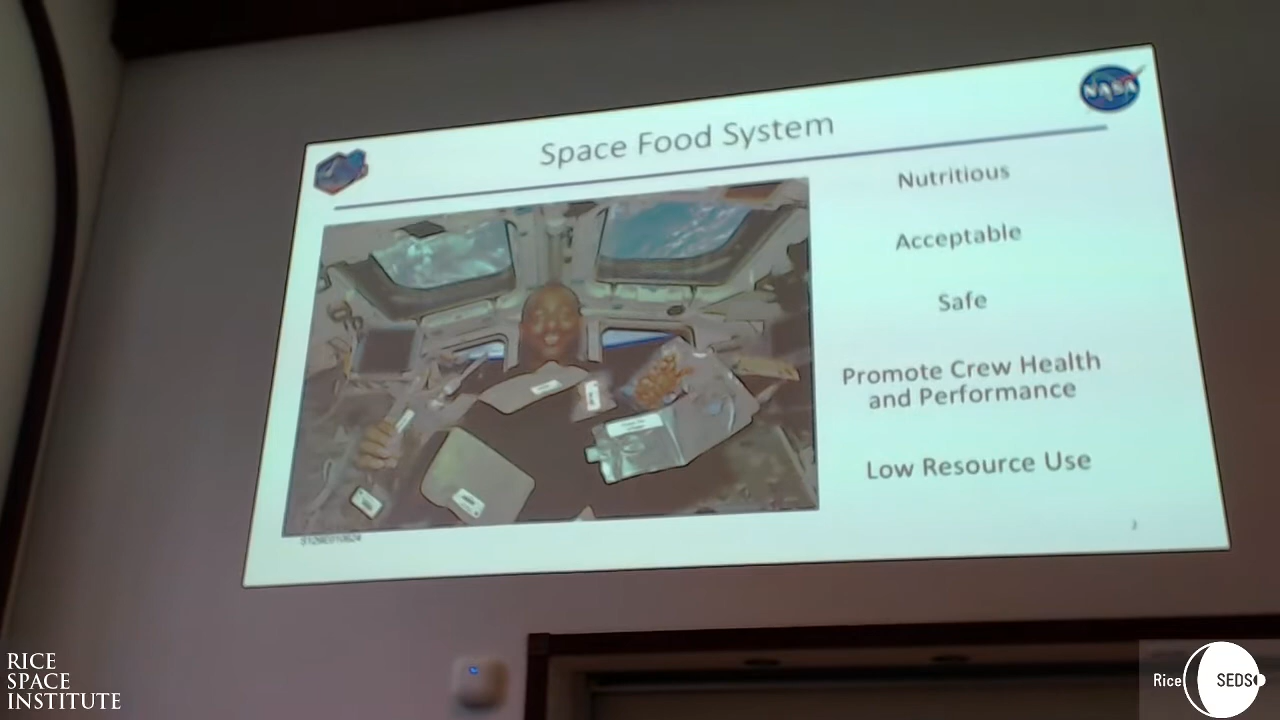 NASA
Space Food System
Nutritious
Acceptable
Safe
Promote Crew Health
and Performance
Low Resource Use
RICE
SPACE
INSTITUTE
Rice
SEDS